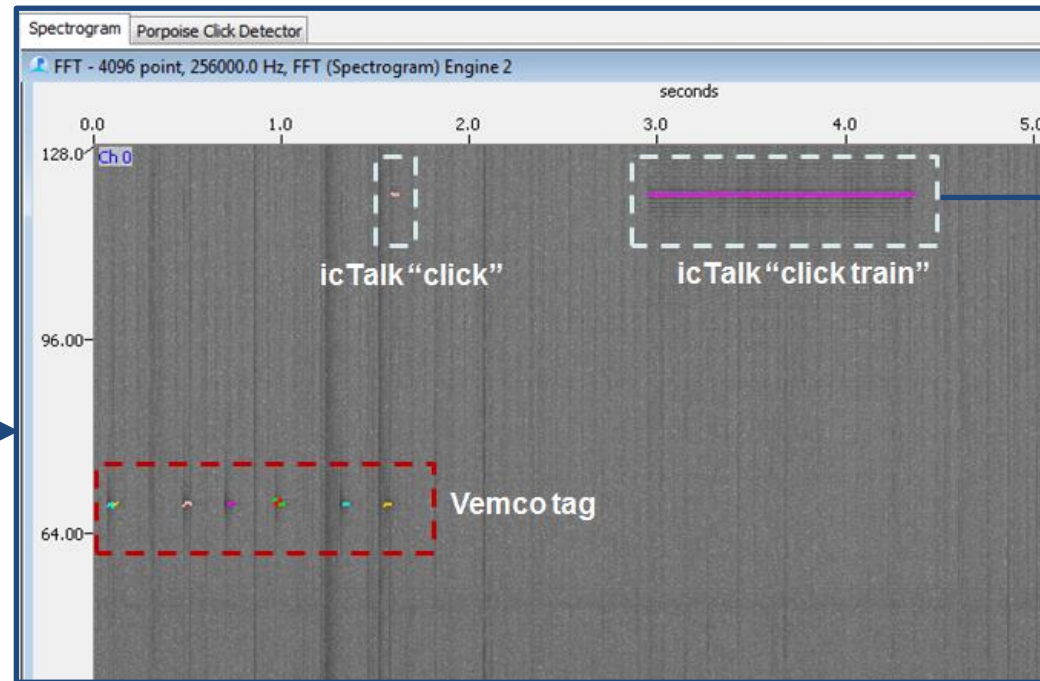 Spectrogram Porpoise Click Detector
FFT - 4096 point, 256000.0 Hz, FFT (Spectrogram) Engine 2
seconds
0.0 1.0 2.0 3.0 4.0 5.0
128.0 Ch 0
icTalk “click” icTalk “click train”
96.00
Vemco tag
64.00